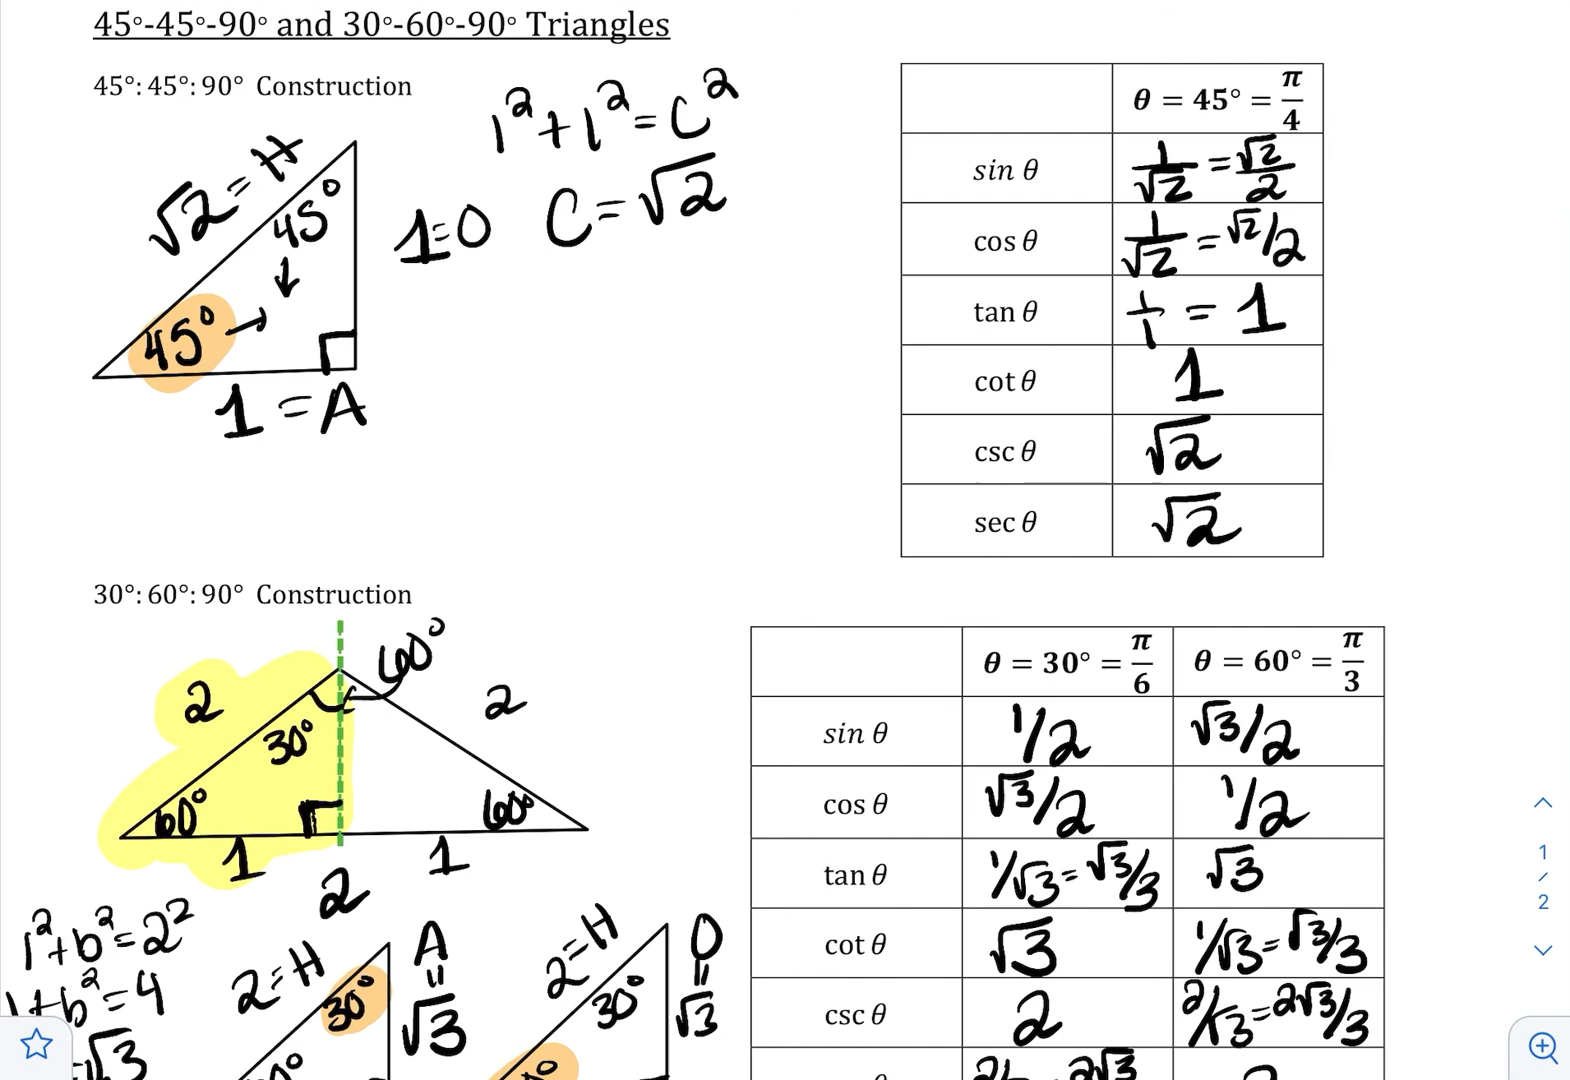 45°-45°-90° and 30°-60°-90° Triangles
45°: 45°: 90° Construction
1² + 1² = C²
C = √2
√2 = H
45°
1=O
45°
1 = A
θ = 45° = π/4
sin θ 1/√2 = √2/2
cos θ 1/√2 = √2/2
tan θ 1/1 = 1
cot θ 1
csc θ √2
sec θ √2
30°: 60°: 90° Construction
60°
2
2
30°
60°
60°
1
1
2
1² + b² = 2²
1 + b² = 4
√3
2 = H
30°
A = √3
2 = H
30°
O = √3
θ = 30° = π/6 θ = 60° = π/3
sin θ 1/2 √3/2
cos θ √3/2 1/2
tan θ 1/√3 = √3/3 √3
cot θ √3 1/√3 = √3/3
csc θ 2 2/√3 = 2√3/3
1
/
2